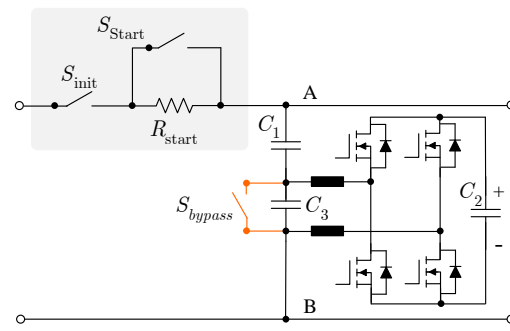 S_Start
S_init
A
R_start
C_1
S_bypass
C_3
C_2
+
-
B